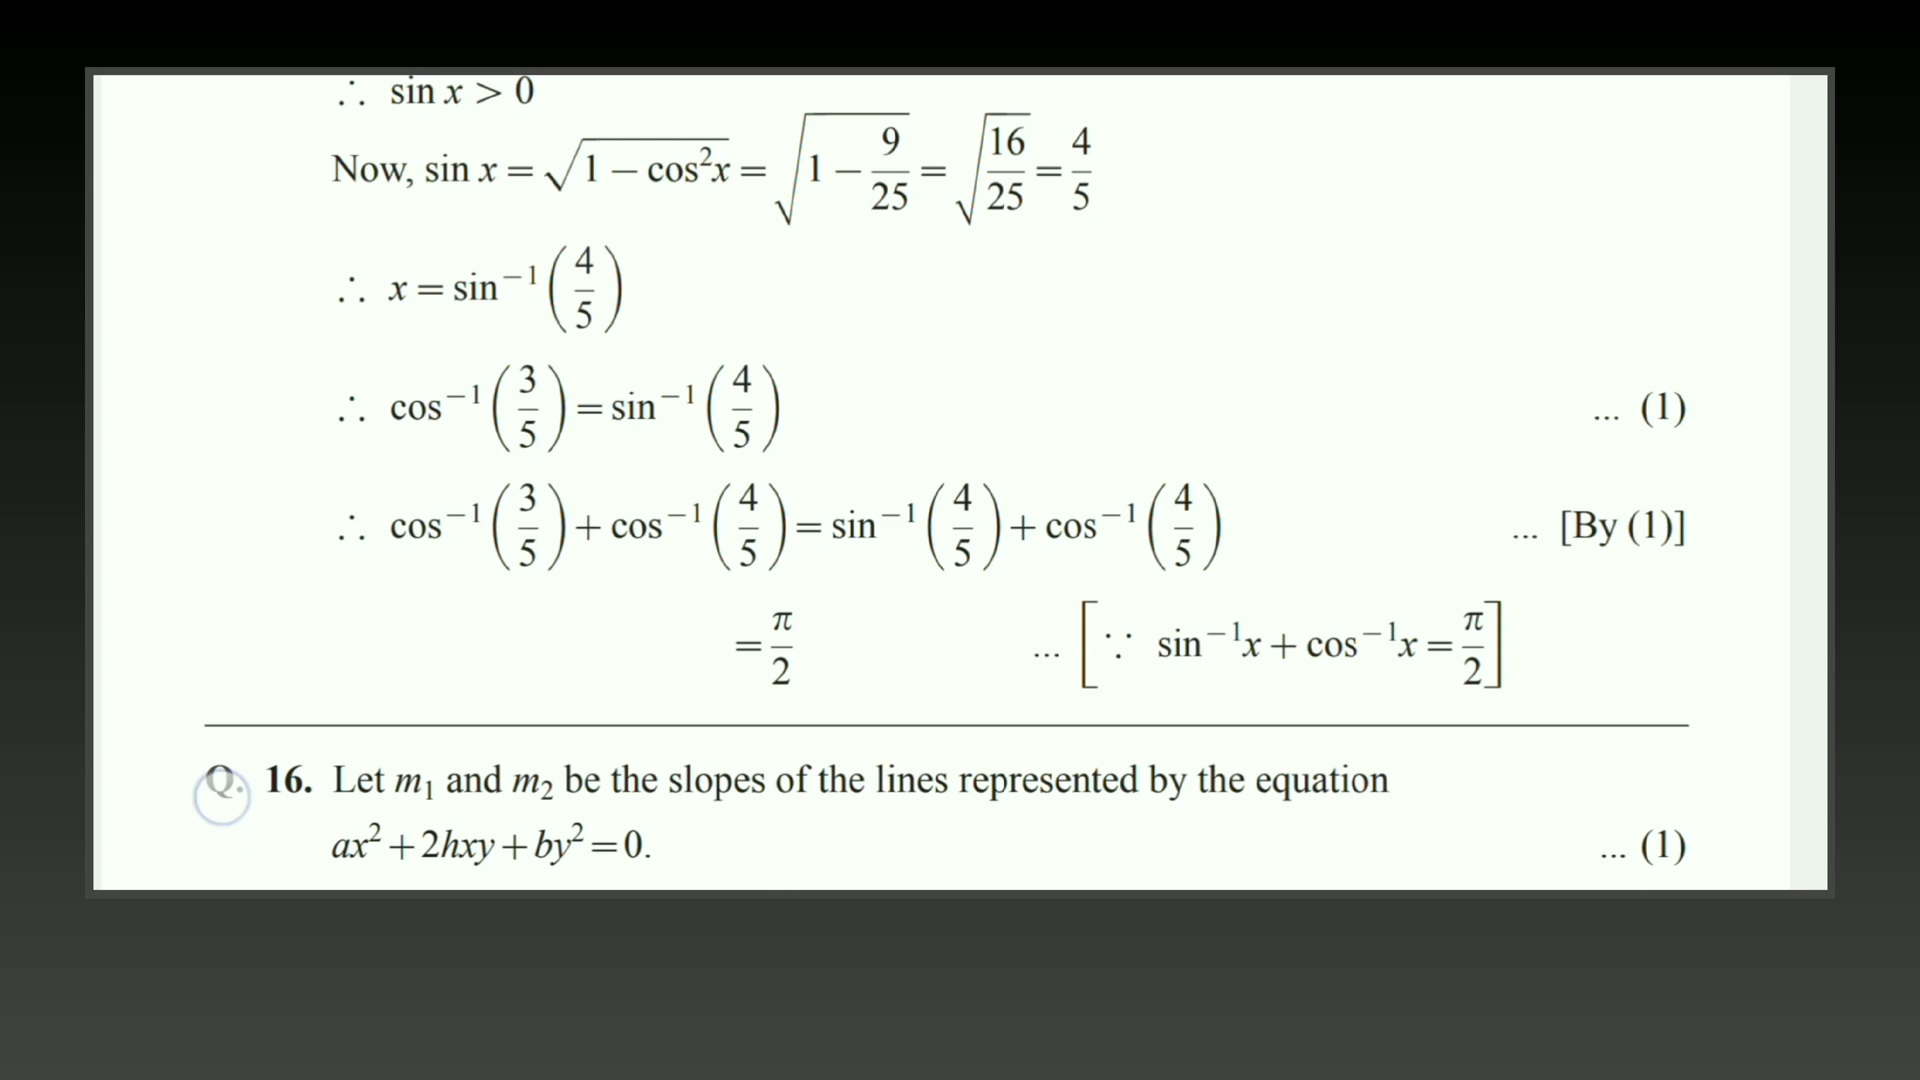 ∴ sin x > 0
Now, sin x = √(1 − cos²x) = √(1 − 9/25) = √(16/25) = 4/5
∴ x = sin⁻¹(4/5)
∴ cos⁻¹(3/5) = sin⁻¹(4/5) ... (1)
∴ cos⁻¹(3/5) + cos⁻¹(4/5) = sin⁻¹(4/5) + cos⁻¹(4/5) ... [By (1)]
= π/2 ... [∵ sin⁻¹x + cos⁻¹x = π/2]
Q. 16. Let m₁ and m₂ be the slopes of the lines represented by the equation
ax² + 2hxy + by² = 0. ... (1)